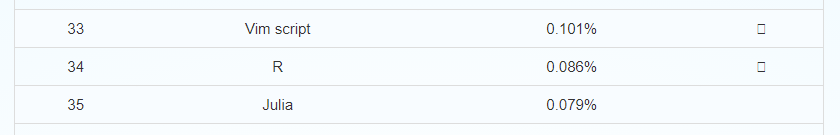 33 Vim script 0.101%
34 R 0.086%
35 Julia 0.079%